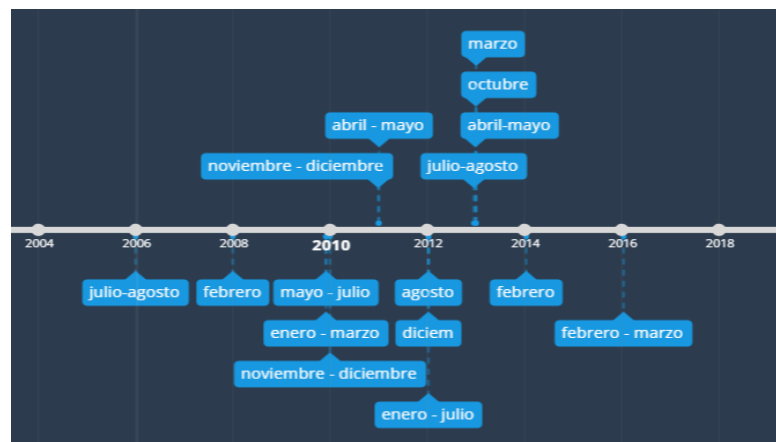 marzo
octubre
abril - mayo
abril-mayo
noviembre - diciembre
julio-agosto
2004
2006
2008
2010
2012
2014
2016
2018
julio-agosto
febrero
mayo - julio
agosto
febrero
enero - marzo
diciem
febrero - marzo
noviembre - diciembre
enero - julio